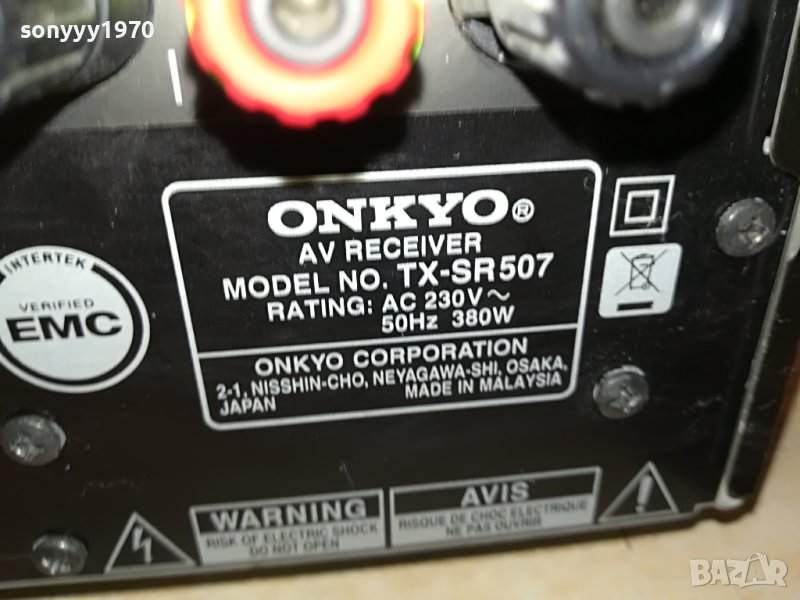 sonyyy1970
ONKYO®
AV RECEIVER
MODEL NO. TX-SR507
RATING: AC 230V～
50Hz 380W
ONKYO CORPORATION
2-1, NISSHIN-CHO, NEYAGAWA-SHI, OSAKA,
JAPAN MADE IN MALAYSIA
INTERTEK
VERIFIED
EMC
WARNING
RISK OF ELECTRIC SHOCK
DO NOT OPEN
AVIS
RISQUE DE CHOC ELECTRIQUE
NE PAS OUVRIR
BAZAR